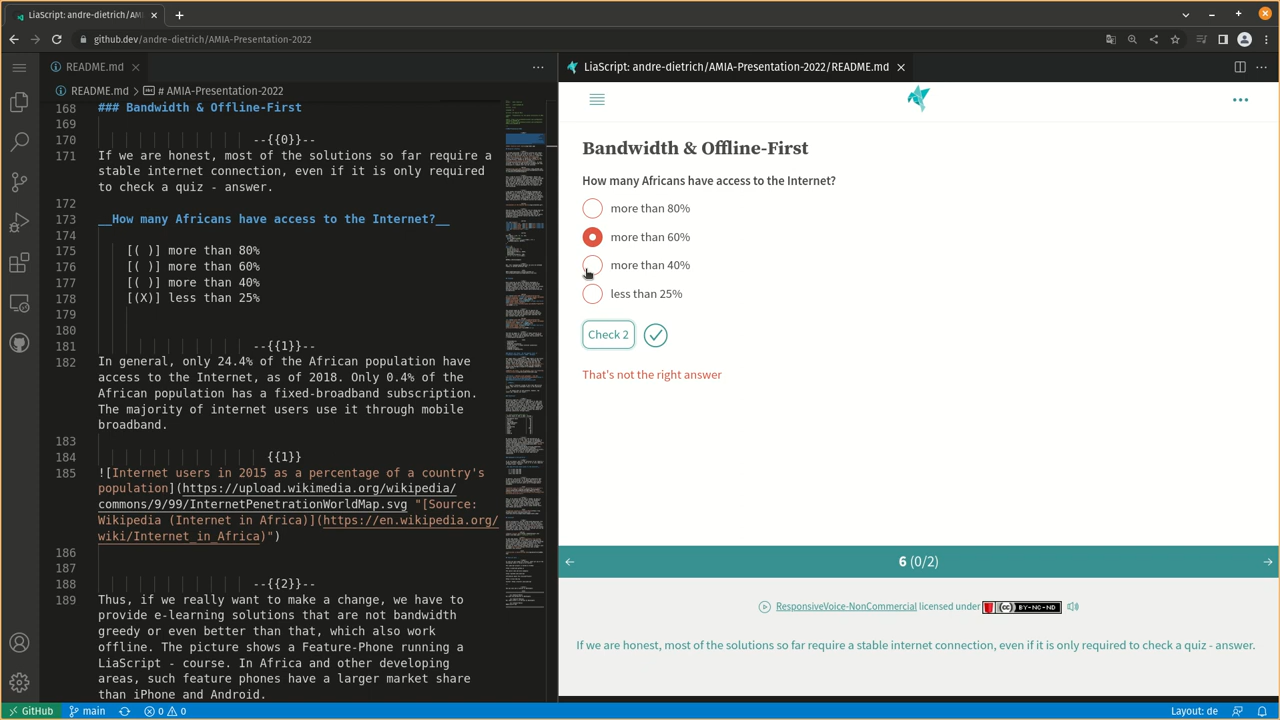 LiaScript: andre-dietrich/AM
github.dev/andre-dietrich/AMIA-Presentation-2022
README.md
README.md > # AMIA-Presentation-2022
168 ### Bandwidth & Offline-First
169
170 --{{0}}--
171 If we are honest, most of the solutions so far require a
stable internet connection, even if it is only required
to check a quiz - answer.
172
173 __How many Africans have access to the Internet?__
174
175 [( )] more than 80%
176 [( )] more than 60%
177 [( )] more than 40%
178 [(X)] less than 25%
179
180
181 --{{1}}--
182 In general, only 24.4% of the African population have
access to the Internet as of 2018. Only 0.4% of the
African population has a fixed-broadband subscription.
The majority of internet users use it through mobile
broadband.
183
184 {{1}}
185 ![Internet users in 2015 as a percentage of a country's
population](https://upload.wikimedia.org/wikipedia/
commons/9/99/InternetPenetrationWorldMap.svg "[Source:
Wikipedia (Internet in Africa)](https://en.wikipedia.org/
wiki/Internet_in_Africa)")
186
187
188 --{{2}}--
189 Thus, if we really want to make a change, we have to
provide e-learning solutions that are not bandwidth
greedy or even better than that, which also work
offline. The picture shows a Feature-Phone running a
LiaScript - course. In Africa and other developing
areas, such feature phones have a larger market share
than iPhone and Android.
LiaScript: andre-dietrich/AMIA-Presentation-2022/README.md
Bandwidth & Offline-First
How many Africans have access to the Internet?
more than 80%
more than 60%
more than 40%
less than 25%
Check 2
That's not the right answer
6 (0/2)
ResponsiveVoice-NonCommercial licensed under BY-NC-ND
If we are honest, most of the solutions so far require a stable internet connection, even if it is only required to check a quiz - answer.
GitHub main 0 0 Layout: de